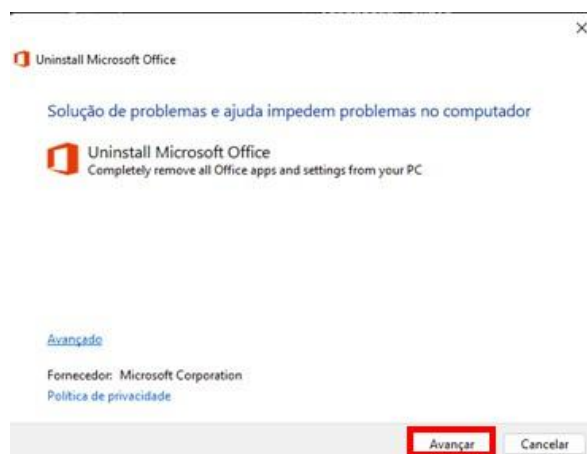 Uninstall Microsoft Office
Solução de problemas e ajuda impedem problemas no computador
Uninstall Microsoft Office
Completely remove all Office apps and settings from your PC
Avançado
Fornecedor: Microsoft Corporation
Política de privacidade
Avançar Cancelar